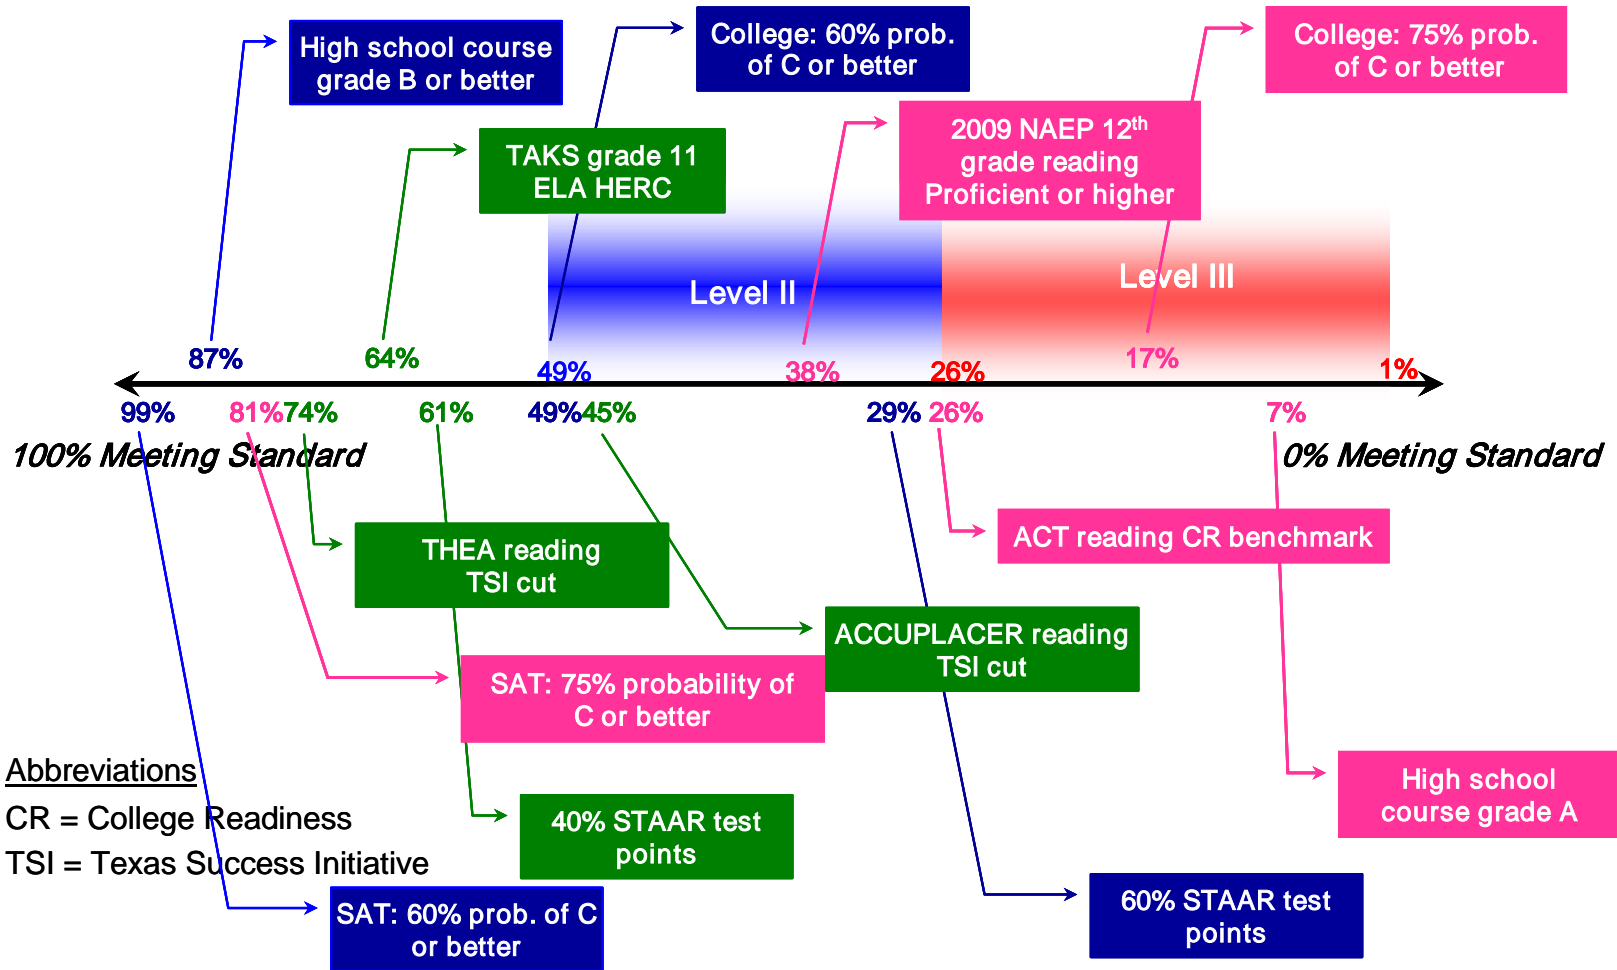 High school course
grade B or better
College: 60% prob.
of C or better
College: 75% prob.
of C or better
TAKS grade 11
ELA HERC
2009 NAEP 12th
grade reading
Proficient or higher
Level II
Level III
87%
64%
49%
38%
26%
17%
1%
99%
81%
74%
61%
49%
45%
29%
26%
7%
100% Meeting Standard
0% Meeting Standard
THEA reading
TSI cut
ACT reading CR benchmark
ACCUPLACER reading
TSI cut
SAT: 75% probability of
C or better
Abbreviations
CR = College Readiness
TSI = Texas Success Initiative
40% STAAR test
points
High school
course grade A
SAT: 60% prob. of C
or better
60% STAAR test
points